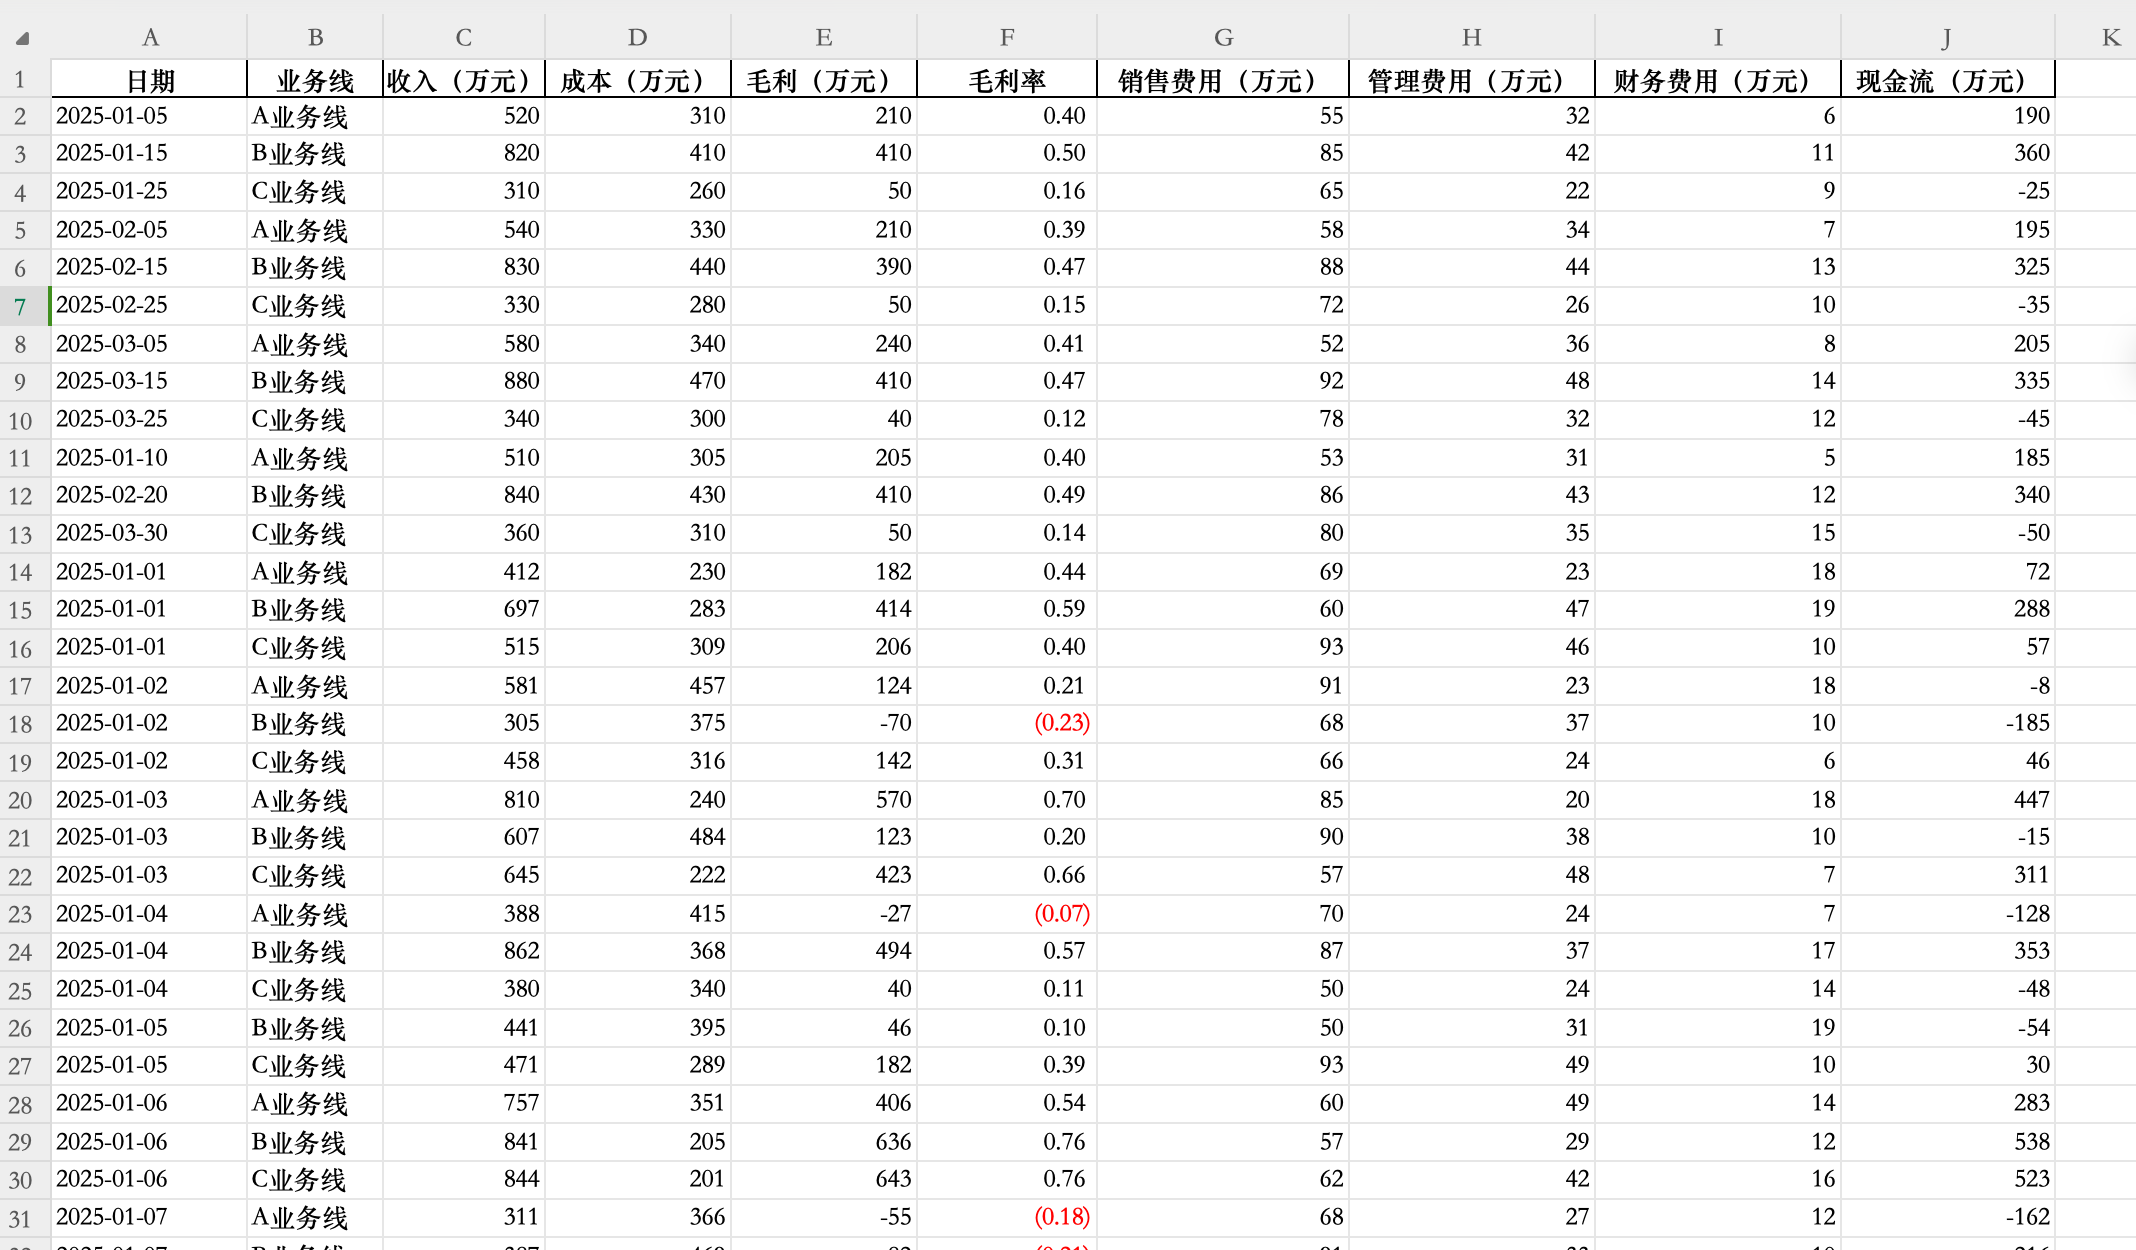 A B C D E F G H I J K
1 日期 业务线 收入（万元） 成本（万元） 毛利（万元） 毛利率 销售费用（万元） 管理费用（万元） 财务费用（万元） 现金流（万元）
2 2025-01-05 A业务线 520 310 210 0.40 55 32 6 190
3 2025-01-15 B业务线 820 410 410 0.50 85 42 11 360
4 2025-01-25 C业务线 310 260 50 0.16 65 22 9 -25
5 2025-02-05 A业务线 540 330 210 0.39 58 34 7 195
6 2025-02-15 B业务线 830 440 390 0.47 88 44 13 325
7 2025-02-25 C业务线 330 280 50 0.15 72 26 10 -35
8 2025-03-05 A业务线 580 340 240 0.41 52 36 8 205
9 2025-03-15 B业务线 880 470 410 0.47 92 48 14 335
10 2025-03-25 C业务线 340 300 40 0.12 78 32 12 -45
11 2025-01-10 A业务线 510 305 205 0.40 53 31 5 185
12 2025-02-20 B业务线 840 430 410 0.49 86 43 12 340
13 2025-03-30 C业务线 360 310 50 0.14 80 35 15 -50
14 2025-01-01 A业务线 412 230 182 0.44 69 23 18 72
15 2025-01-01 B业务线 697 283 414 0.59 60 47 19 288
16 2025-01-01 C业务线 515 309 206 0.40 93 46 10 57
17 2025-01-02 A业务线 581 457 124 0.21 91 23 18 -8
18 2025-01-02 B业务线 305 375 -70 (0.23) 68 37 10 -185
19 2025-01-02 C业务线 458 316 142 0.31 66 24 6 46
20 2025-01-03 A业务线 810 240 570 0.70 85 20 18 447
21 2025-01-03 B业务线 607 484 123 0.20 90 38 10 -15
22 2025-01-03 C业务线 645 222 423 0.66 57 48 7 311
23 2025-01-04 A业务线 388 415 -27 (0.07) 70 24 7 -128
24 2025-01-04 B业务线 862 368 494 0.57 87 37 17 353
25 2025-01-04 C业务线 380 340 40 0.11 50 24 14 -48
26 2025-01-05 B业务线 441 395 46 0.10 50 31 19 -54
27 2025-01-05 C业务线 471 289 182 0.39 93 49 10 30
28 2025-01-06 A业务线 757 351 406 0.54 60 49 14 283
29 2025-01-06 B业务线 841 205 636 0.76 57 29 12 538
30 2025-01-06 C业务线 844 201 643 0.76 62 42 16 523
31 2025-01-07 A业务线 311 366 -55 (0.18) 68 27 12 -162